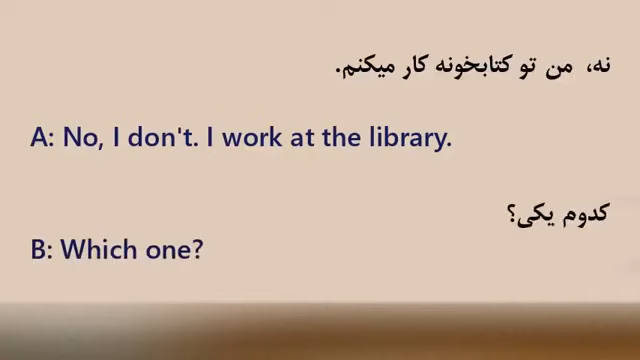 نه، من تو کتابخونه کار میکنم.
A: No, I don't. I work at the library.
کدوم یکی؟
B: Which one?